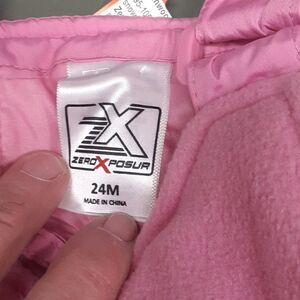 ZX
ZEROXPOSUR
24M
MADE IN CHINA